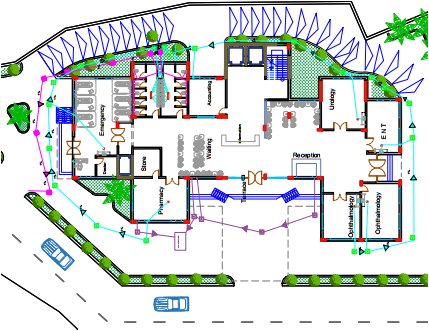 Emergency
Accounting
Urology
E N T
Waiting
Store
Reception
Pharmacy
Terrace
Ophthalmology
Ophthalmology